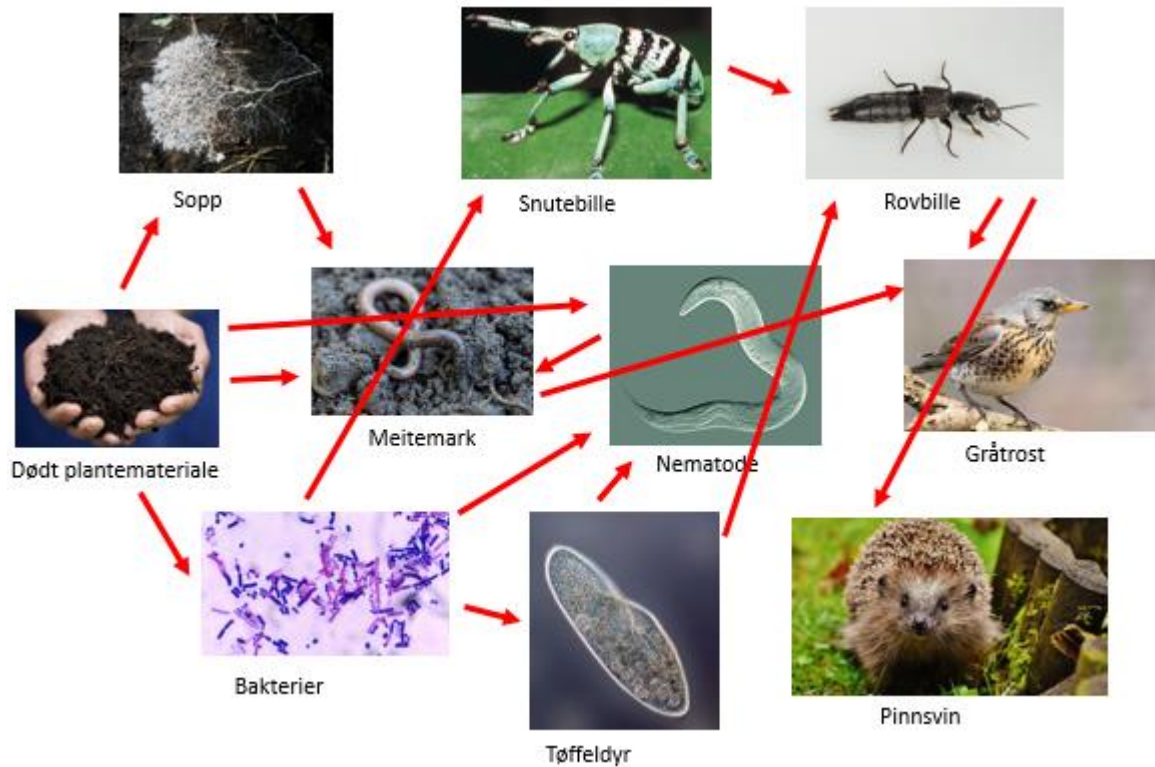 Sopp
Snutebille
Rovbille
Dødt plantemateriale
Meitemark
Nematode
Gråtrost
Bakterier
Tøffeldyr
Pinnsvin